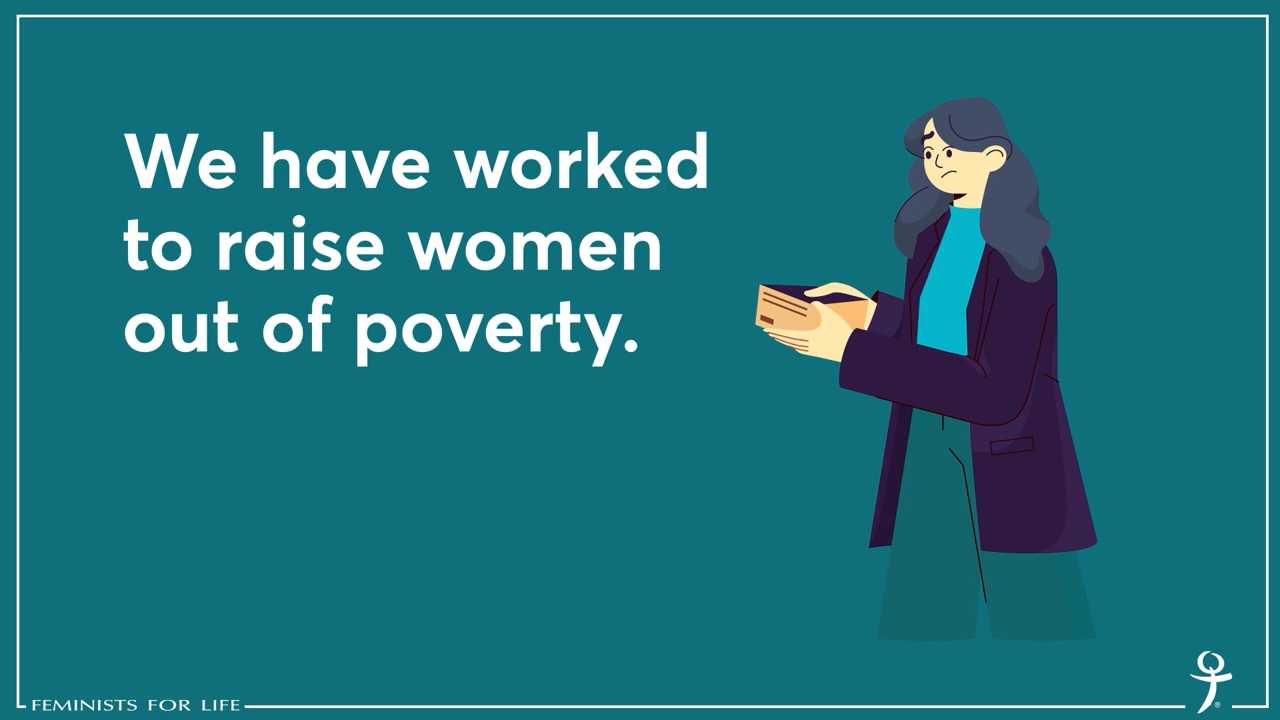 We have worked
to raise women
out of poverty.
FEMINISTS FOR LIFE
®